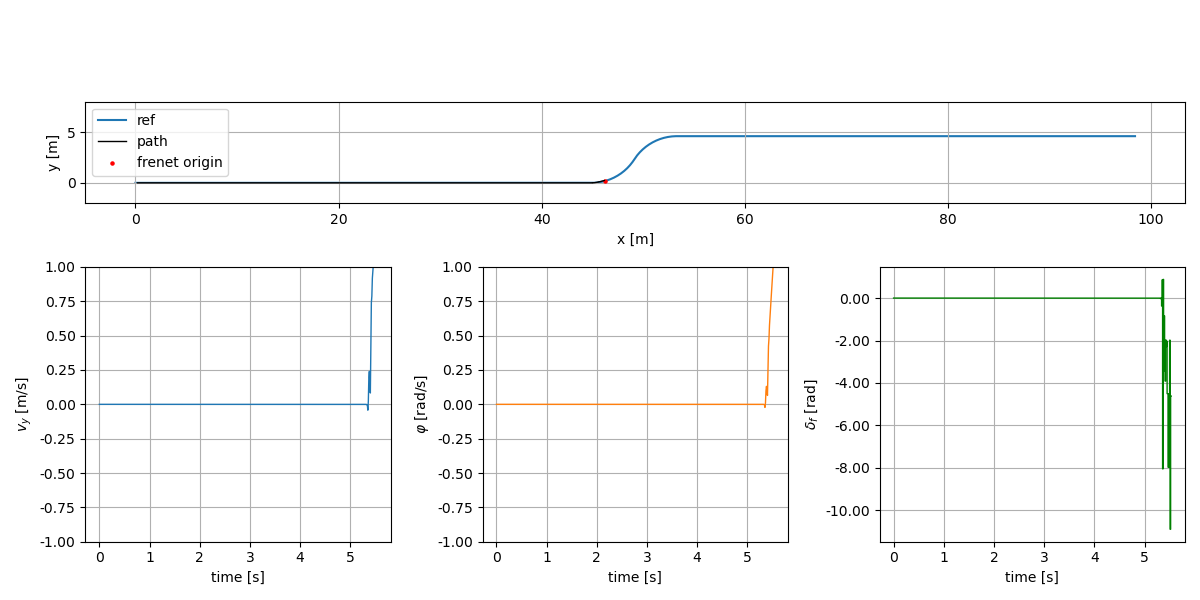 5
0
y [m]
ref
path
frenet origin
0 20 40 60 80 100
x [m]
1.00
0.75
0.50
0.25
0.00
-0.25
-0.50
-0.75
-1.00
v_y [m/s]
0 1 2 3 4 5
time [s]
1.00
0.75
0.50
0.25
0.00
-0.25
-0.50
-0.75
-1.00
φ [rad/s]
0 1 2 3 4 5
time [s]
0.00
-2.00
-4.00
-6.00
-8.00
-10.00
δ_f [rad]
0 1 2 3 4 5
time [s]